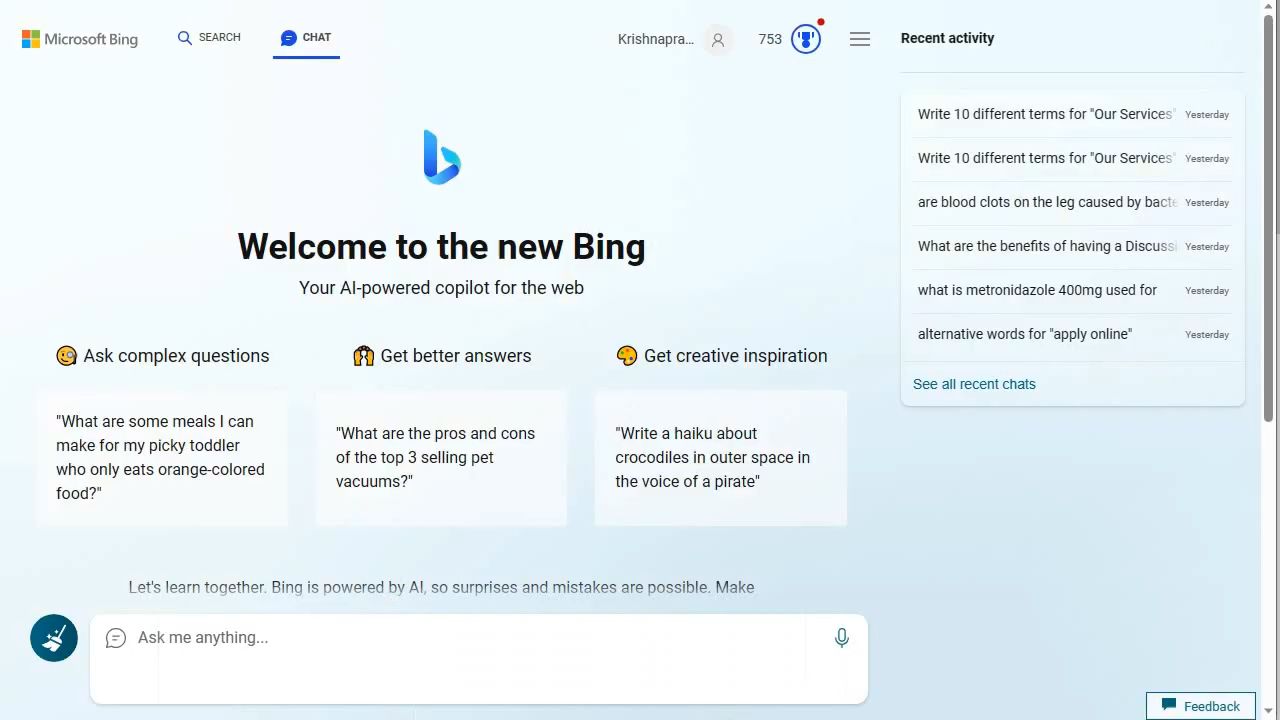 Microsoft Bing
SEARCH
CHAT
Krishnapra...
753
Welcome to the new Bing
Your AI-powered copilot for the web
Ask complex questions
"What are some meals I can
make for my picky toddler
who only eats orange-colored
food?"
Get better answers
"What are the pros and cons
of the top 3 selling pet
vacuums?"
Get creative inspiration
"Write a haiku about
crocodiles in outer space in
the voice of a pirate"
Let's learn together. Bing is powered by AI, so surprises and mistakes are possible. Make
Ask me anything...
Recent activity
Write 10 different terms for "Our Services" Yesterday
Write 10 different terms for "Our Services" Yesterday
are blood clots on the leg caused by bacte Yesterday
What are the benefits of having a Discussi Yesterday
what is metronidazole 400mg used for Yesterday
alternative words for "apply online" Yesterday
See all recent chats
Feedback